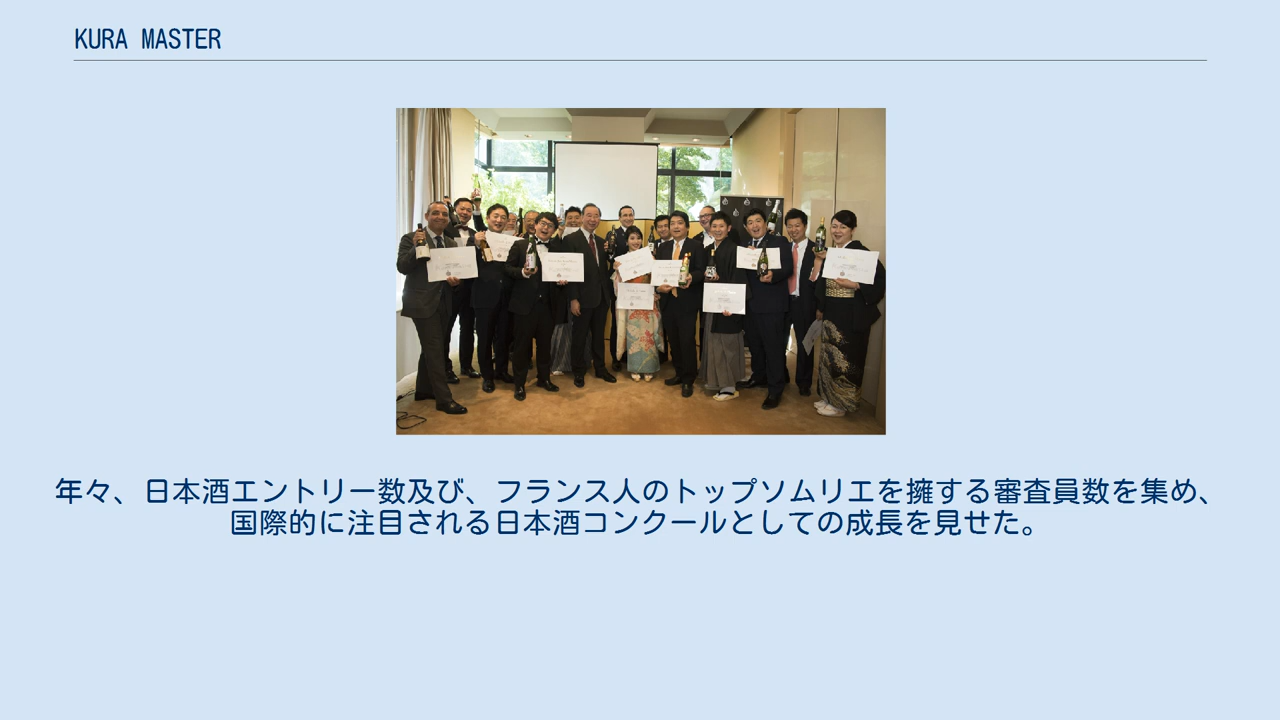 KURA MASTER
年々、日本酒エントリー数及び、フランス人のトップソムリエを擁する審査員数を集め、
国際的に注目される日本酒コンクールとしての成長を見せた。